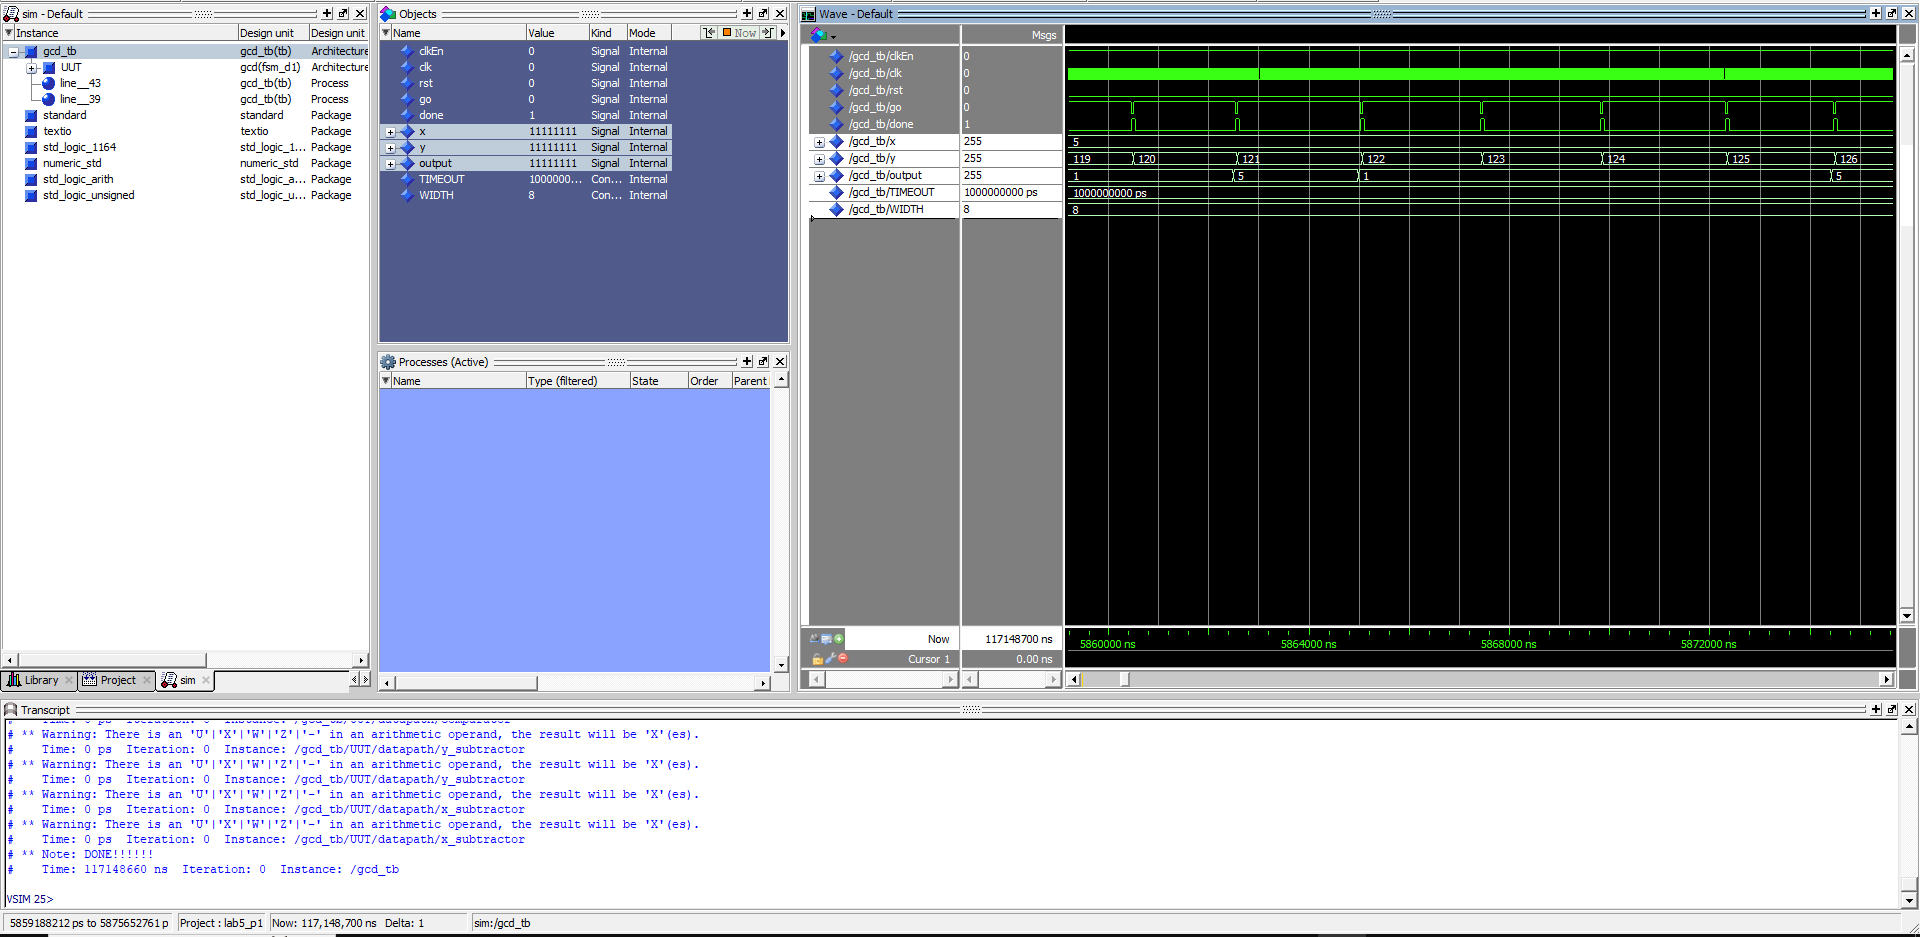 sim - Default
Instance Design unit Design unit
gcd_tb gcd_tb(tb) Architecture
UUT gcd(fsm_d1) Architecture
line__43 gcd_tb(tb) Process
line__39 gcd_tb(tb) Process
standard standard Package
textio textio Package
std_logic_1164 std_logic_1... Package
numeric_std numeric_std Package
std_logic_arith std_logic_a... Package
std_logic_unsigned std_logic_u... Package
Library Project sim
Objects
Name Value Kind Mode Now
clkEn 0 Signal Internal
clk 0 Signal Internal
rst 0 Signal Internal
go 0 Signal Internal
done 1 Signal Internal
x 11111111 Signal Internal
y 11111111 Signal Internal
output 11111111 Signal Internal
TIMEOUT 1000000... Con... Internal
WIDTH 8 Con... Internal
Processes (Active)
Name Type (filtered) State Order Parent
Wave - Default
Msgs
/gcd_tb/clkEn 0
/gcd_tb/clk 0
/gcd_tb/rst 0
/gcd_tb/go 0
/gcd_tb/done 1
/gcd_tb/x 255 5
/gcd_tb/y 255 119 120 121 122 123 124 125 126
/gcd_tb/output 255 1 5 1 5
/gcd_tb/TIMEOUT 1000000000 ps 1000000000 ps
/gcd_tb/WIDTH 8 8
Now 117148700 ns 5860000 ns 5864000 ns 5868000 ns 5872000 ns
Cursor 1 0.00 ns
Transcript
# ** Warning: There is an 'U'|'X'|'W'|'Z'|'-' in an arithmetic operand, the result will be 'X'(es).
# Time: 0 ps Iteration: 0 Instance: /gcd_tb/UUT/datapath/y_subtractor
# ** Warning: There is an 'U'|'X'|'W'|'Z'|'-' in an arithmetic operand, the result will be 'X'(es).
# Time: 0 ps Iteration: 0 Instance: /gcd_tb/UUT/datapath/y_subtractor
# ** Warning: There is an 'U'|'X'|'W'|'Z'|'-' in an arithmetic operand, the result will be 'X'(es).
# Time: 0 ps Iteration: 0 Instance: /gcd_tb/UUT/datapath/x_subtractor
# ** Warning: There is an 'U'|'X'|'W'|'Z'|'-' in an arithmetic operand, the result will be 'X'(es).
# Time: 0 ps Iteration: 0 Instance: /gcd_tb/UUT/datapath/x_subtractor
# ** Note: DONE!!!!!!
# Time: 117148660 ns Iteration: 0 Instance: /gcd_tb
VSIM 25>
5859188212 ps to 5875652761 p Project : lab5_p1 Now: 117,148,700 ns Delta: 1 sim:/gcd_tb